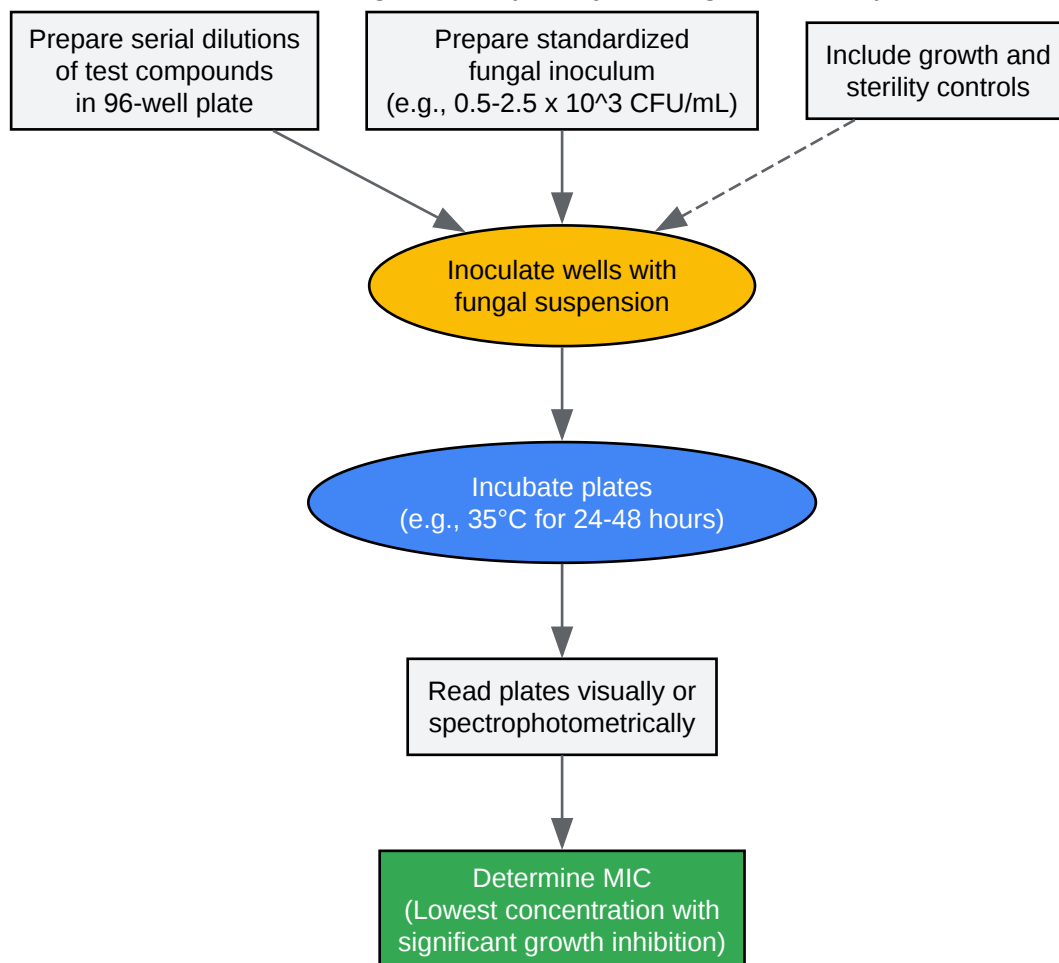 Prepare serial dilutions
of test compounds
in 96-well plate
Prepare standardized
fungal inoculum
(e.g., 0.5-2.5 x 10^3 CFU/mL)
Include growth and
sterility controls
Inoculate wells with
fungal suspension
Incubate plates
(e.g., 35°C for 24-48 hours)
Read plates visually or
spectrophotometrically
Determine MIC
(Lowest concentration with
significant growth inhibition)